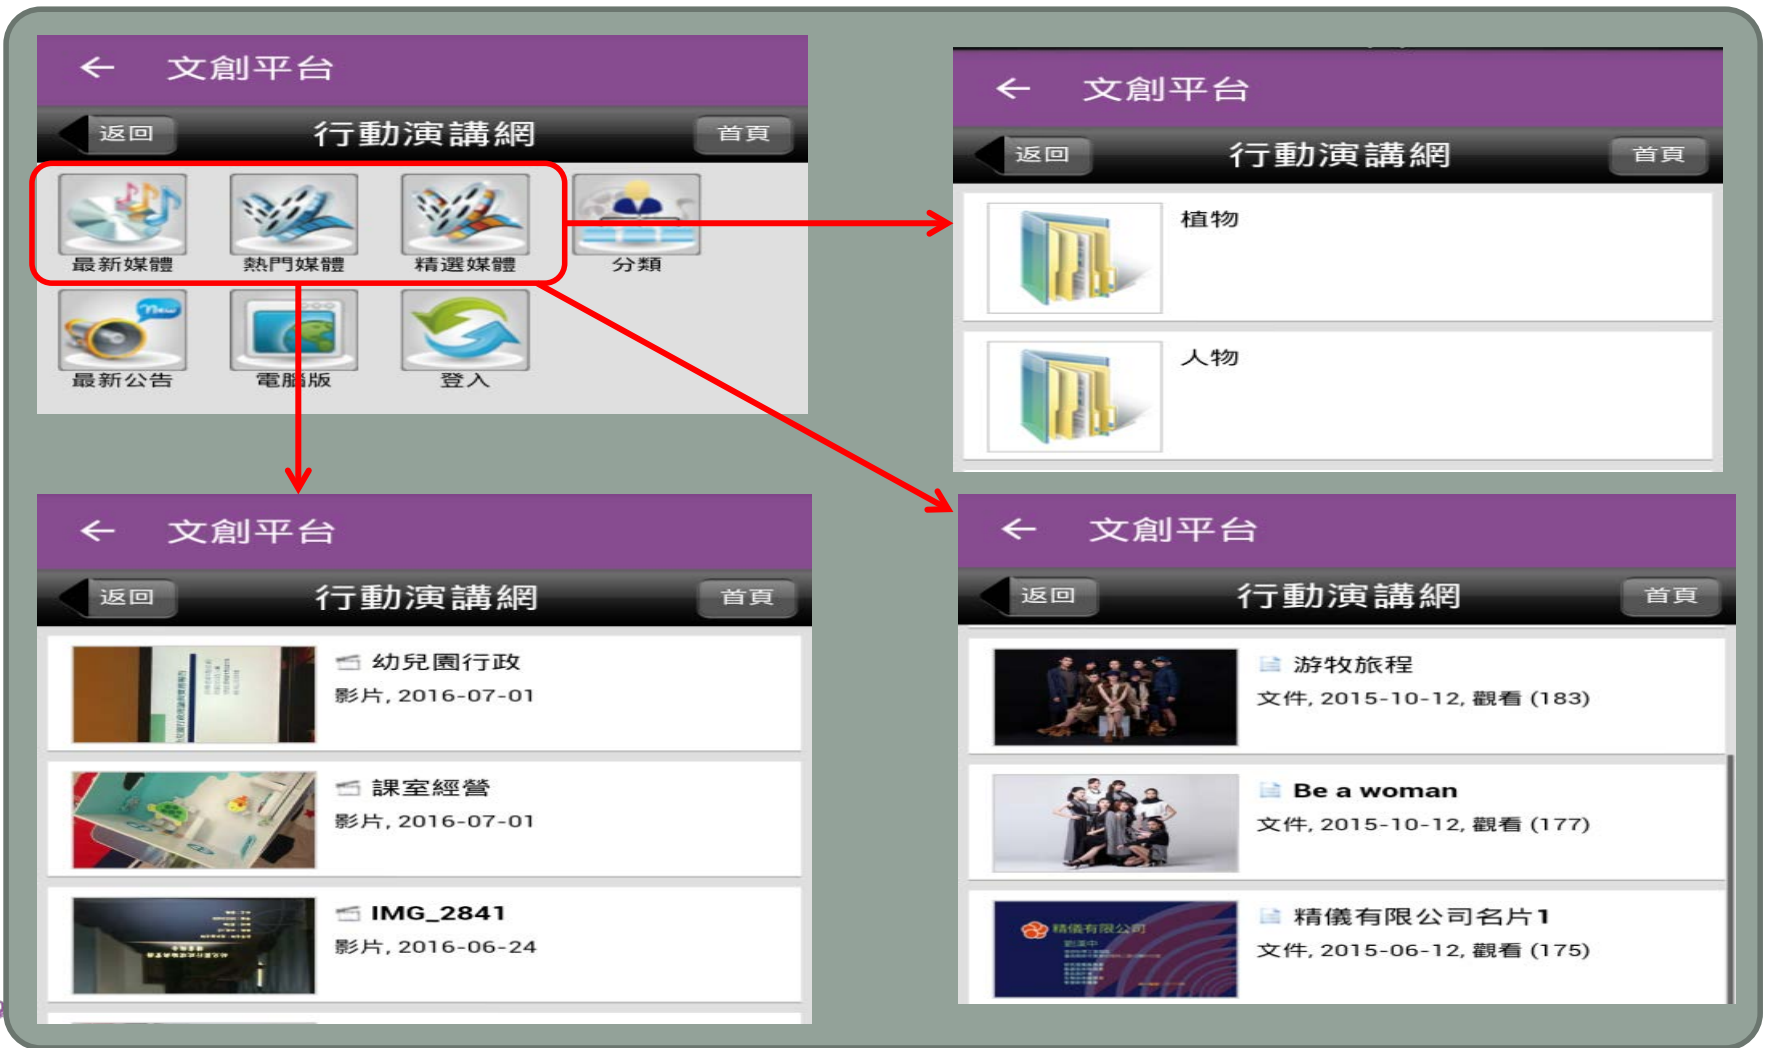 文創平台
返回
行動演講網
首頁
最新媒體
熱門媒體
精選媒體
分類
New
最新公告
電腦版
登入
文創平台
返回
行動演講網
首頁
植物
人物
文創平台
返回
行動演講網
首頁
幼兒園行政
影片, 2016-07-01
課室經營
影片, 2016-07-01
IMG_2841
影片, 2016-06-24
文創平台
返回
行動演講網
首頁
游牧旅程
文件, 2015-10-12, 觀看 (183)
Be a woman
文件, 2015-10-12, 觀看 (177)
精儀有限公司
精儀有限公司名片1
文件, 2015-06-12, 觀看 (175)